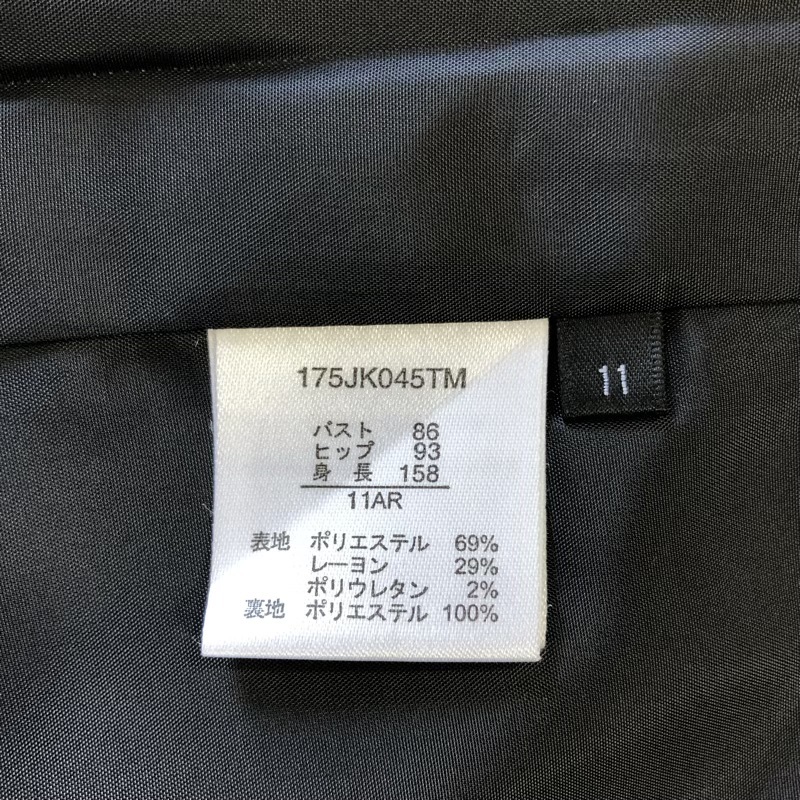 175JK045TM
バスト 86
ヒップ 93
身長 158
11AR
表地 ポリエステル 69%
レーヨン 29%
ポリウレタン 2%
裏地 ポリエステル 100%
11